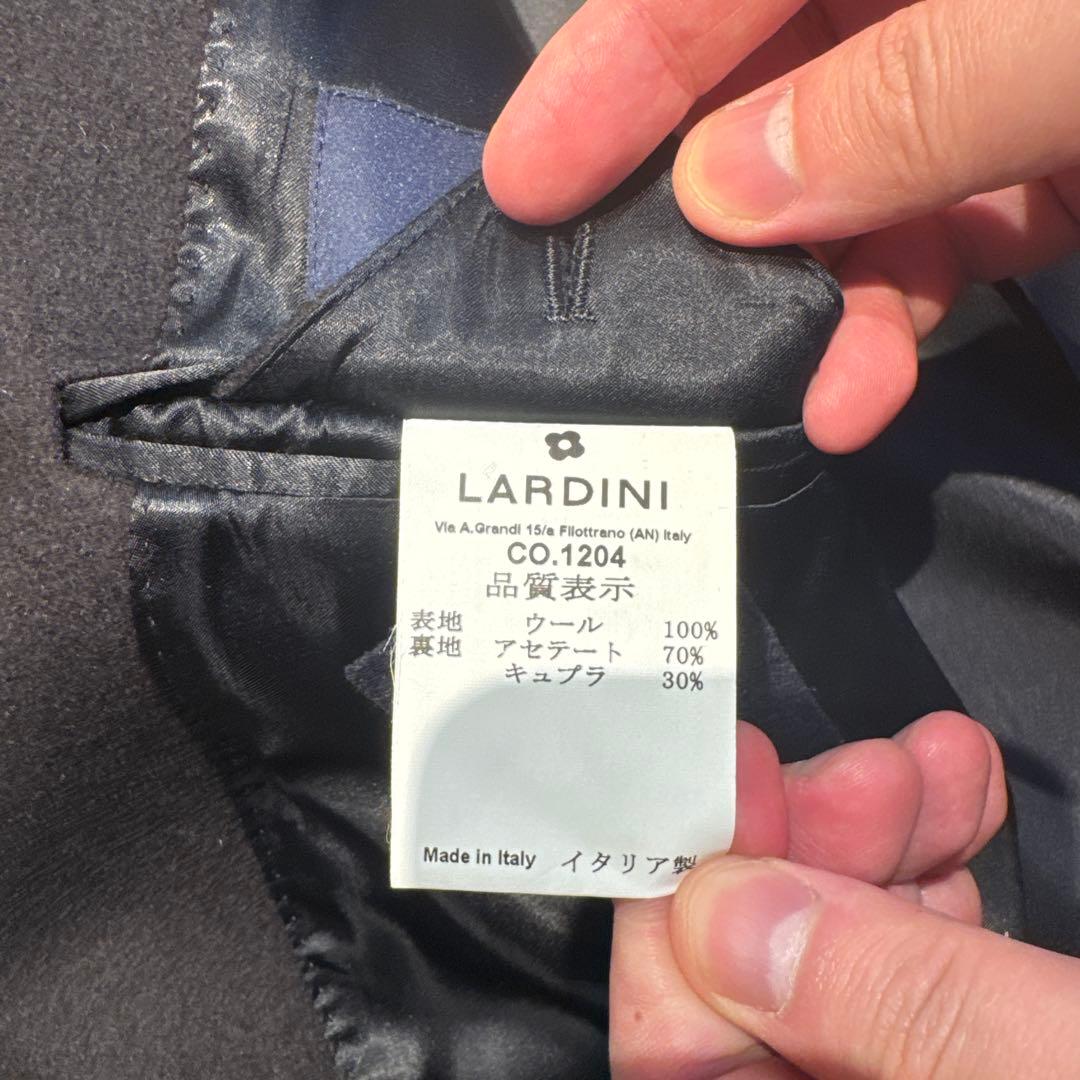 LARDINI
Via A.Grandi 15/a Filottrano (AN) Italy
CO.1204
品質表示
表地 ウール 100%
裏地 アセテート 70%
キュプラ 30%
Made in Italy イタリア製